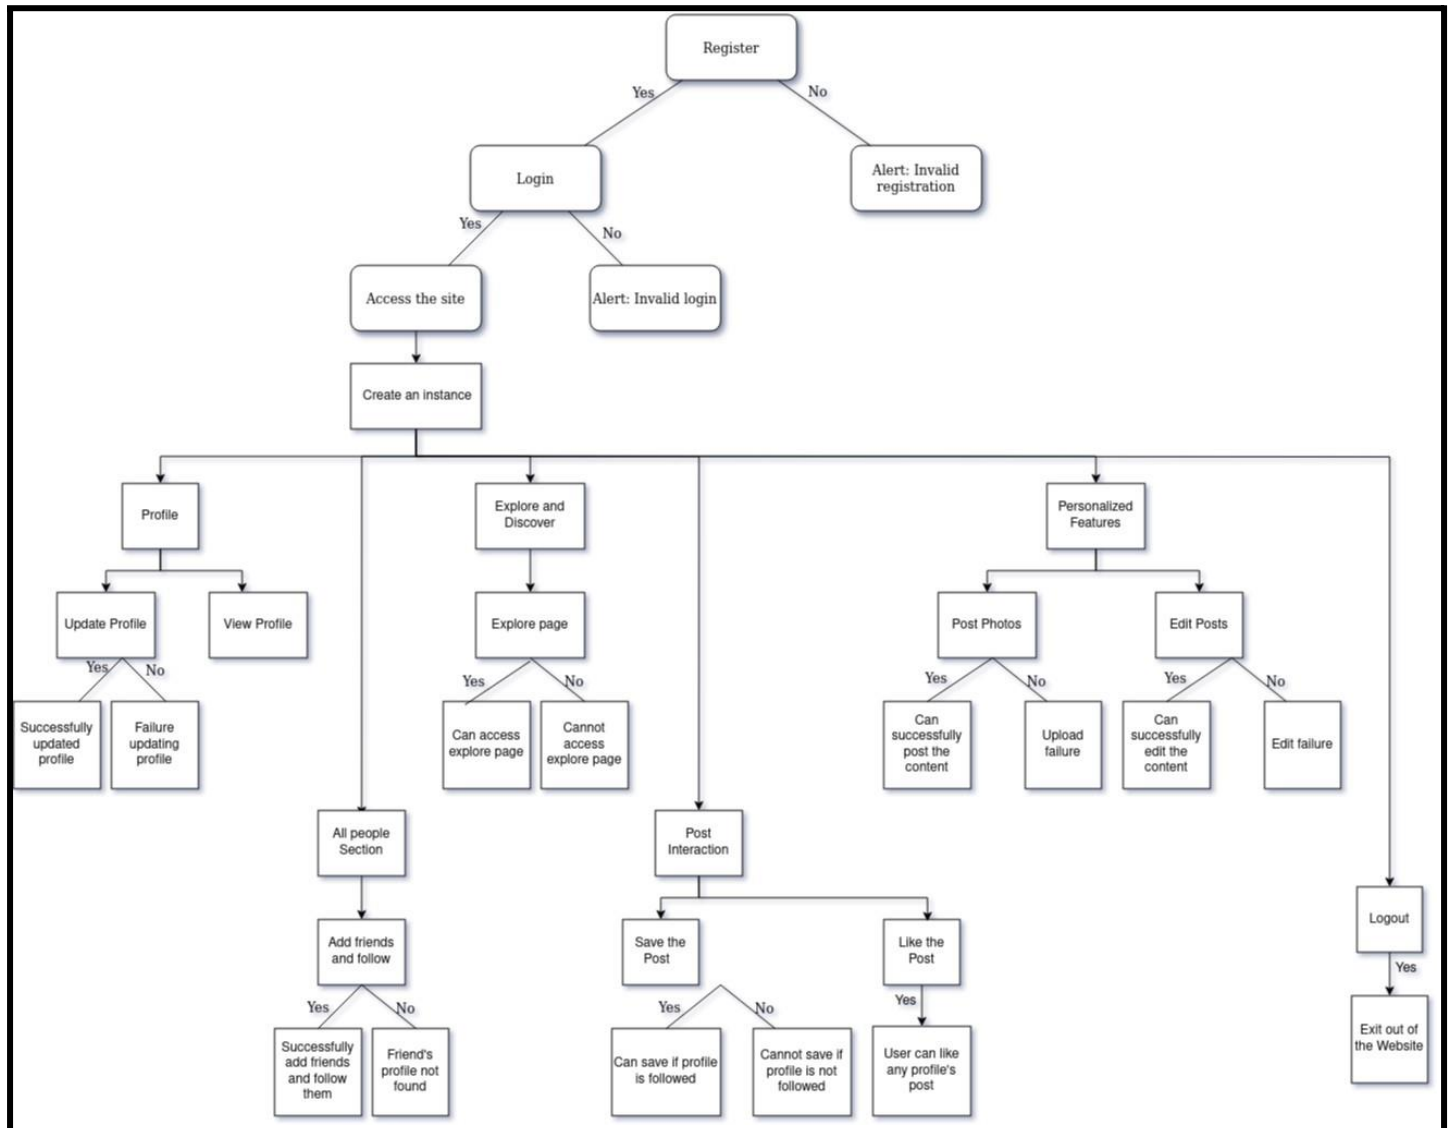 Register
Yes
No
Login
Alert: Invalid
registration
Yes
No
Access the site
Alert: Invalid login
Create an instance
Profile
Explore and
Discover
Personalized
Features
Update Profile
View Profile
Explore page
Post Photos
Edit Posts
Yes
No
Yes
No
Yes
No
Yes
No
Successfully
updated
profile
Failure
updating
profile
Can access
explore page
Cannot
access
explore page
Can
successfully
post the
content
Upload
failure
Can
successfully
edit the
content
Edit failure
All people
Section
Post
Interaction
Logout
Add friends
and follow
Save the
Post
Like the
Post
Yes
Yes
No
Yes
No
Yes
Successfully
add friends
and follow
them
Friend's
profile not
found
Can save if profile
is followed
Cannot save if
profile is not
followed
User can like
any profile's
post
Exit out of
the Website